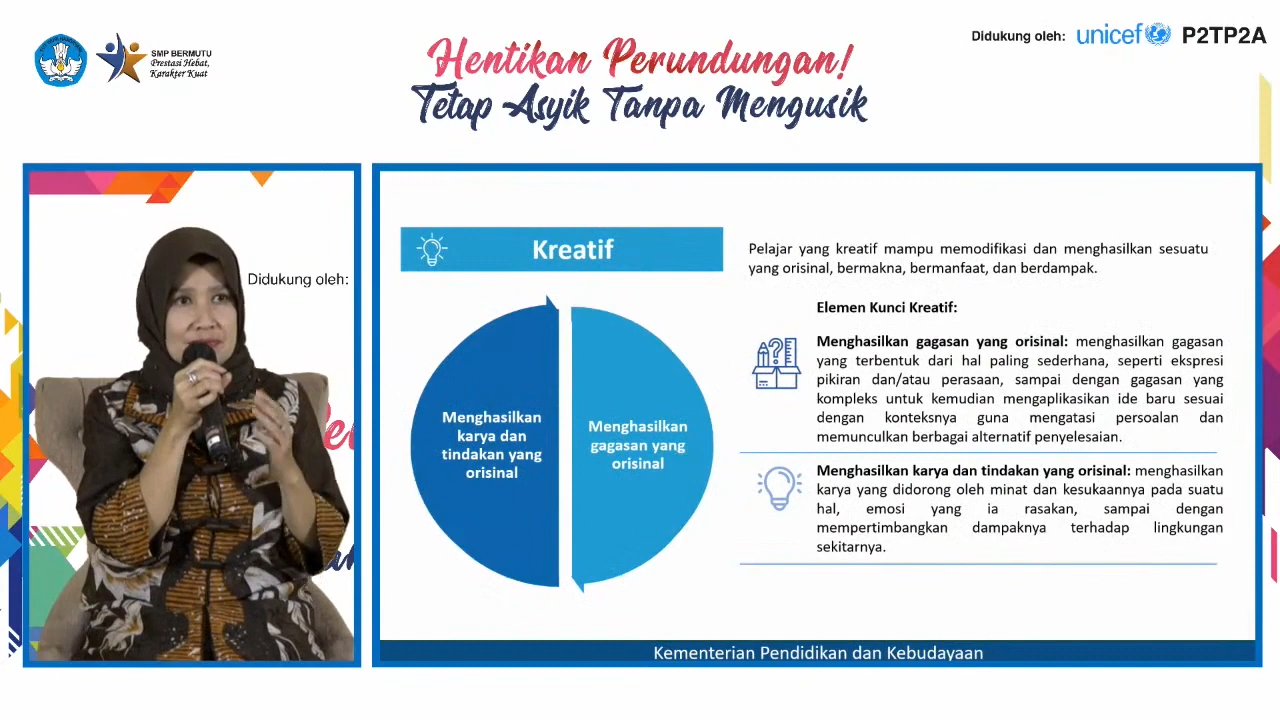 SMP BERMUTU
Prestasi Hebat,
Karakter Kuat
Hentikan Perundungan!
Tetap Asyik Tanpa Mengusik
Didukung oleh: unicef P2TP2A
Didukung oleh:
Kreatif
Menghasilkan
karya dan
tindakan yang
orisinal
Menghasilkan
gagasan yang
orisinal
Pelajar yang kreatif mampu memodifikasi dan menghasilkan sesuatu
yang orisinal, bermakna, bermanfaat, dan berdampak.
Elemen Kunci Kreatif:
Menghasilkan gagasan yang orisinal: menghasilkan gagasan
yang terbentuk dari hal paling sederhana, seperti ekspresi
pikiran dan/atau perasaan, sampai dengan gagasan yang
kompleks untuk kemudian mengaplikasikan ide baru sesuai
dengan konteksnya guna mengatasi persoalan dan
memunculkan berbagai alternatif penyelesaian.
Menghasilkan karya dan tindakan yang orisinal: menghasilkan
karya yang didorong oleh minat dan kesukaannya pada suatu
hal, emosi yang ia rasakan, sampai dengan
mempertimbangkan dampaknya terhadap lingkungan
sekitarnya.
Kementerian Pendidikan dan Kebudayaan